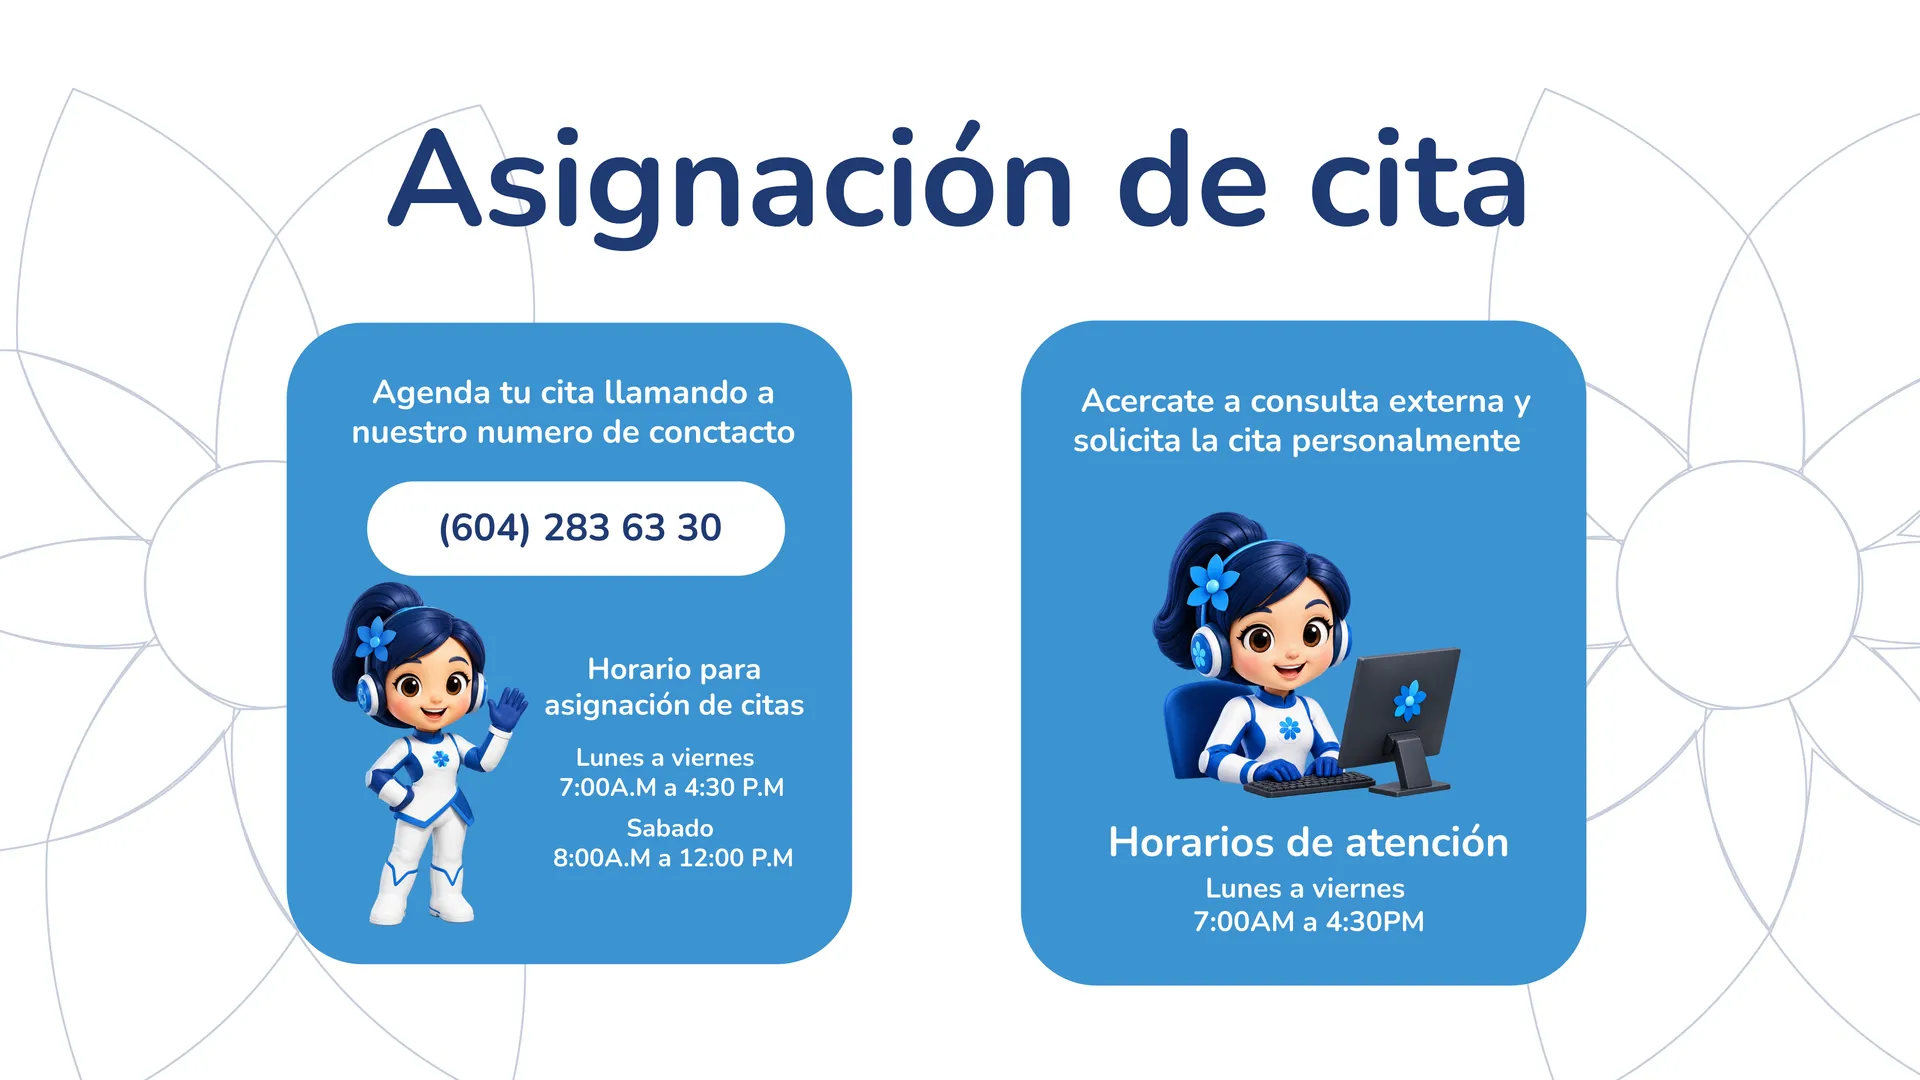 Asignación de cita
Agenda tu cita llamando a
nuestro numero de conctacto
(604) 283 63 30
Horario para
asignación de citas
Lunes a viernes
7:00A.M a 4:30 P.M
Sabado
8:00A.M a 12:00 P.M
Acercate a consulta externa y
solicita la cita personalmente
Horarios de atención
Lunes a viernes
7:00AM a 4:30PM